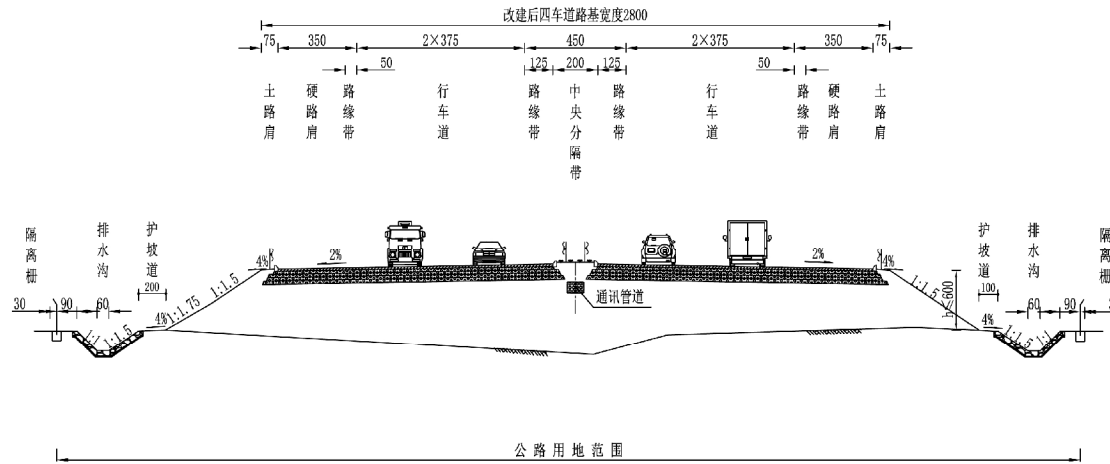 改建后四车道路基宽度2800
75 350 2×375 450 2×375 350 75
50 125 200 125 50
土路肩 硬路肩 路缘带 行车道 路缘带 中央分隔带 路缘带 行车道 路缘带 硬路肩 土路肩
隔离栅 排水沟 护坡道 护坡道 排水沟 隔离栅
4% 2% 2% 4%
200 1:1.75 1:1.5 通讯管道 1:1.5 h≤600 100
30 90 60 60 90
1:1 1:1.5 4% 4% 1:1.5 1:1
公路用地范围